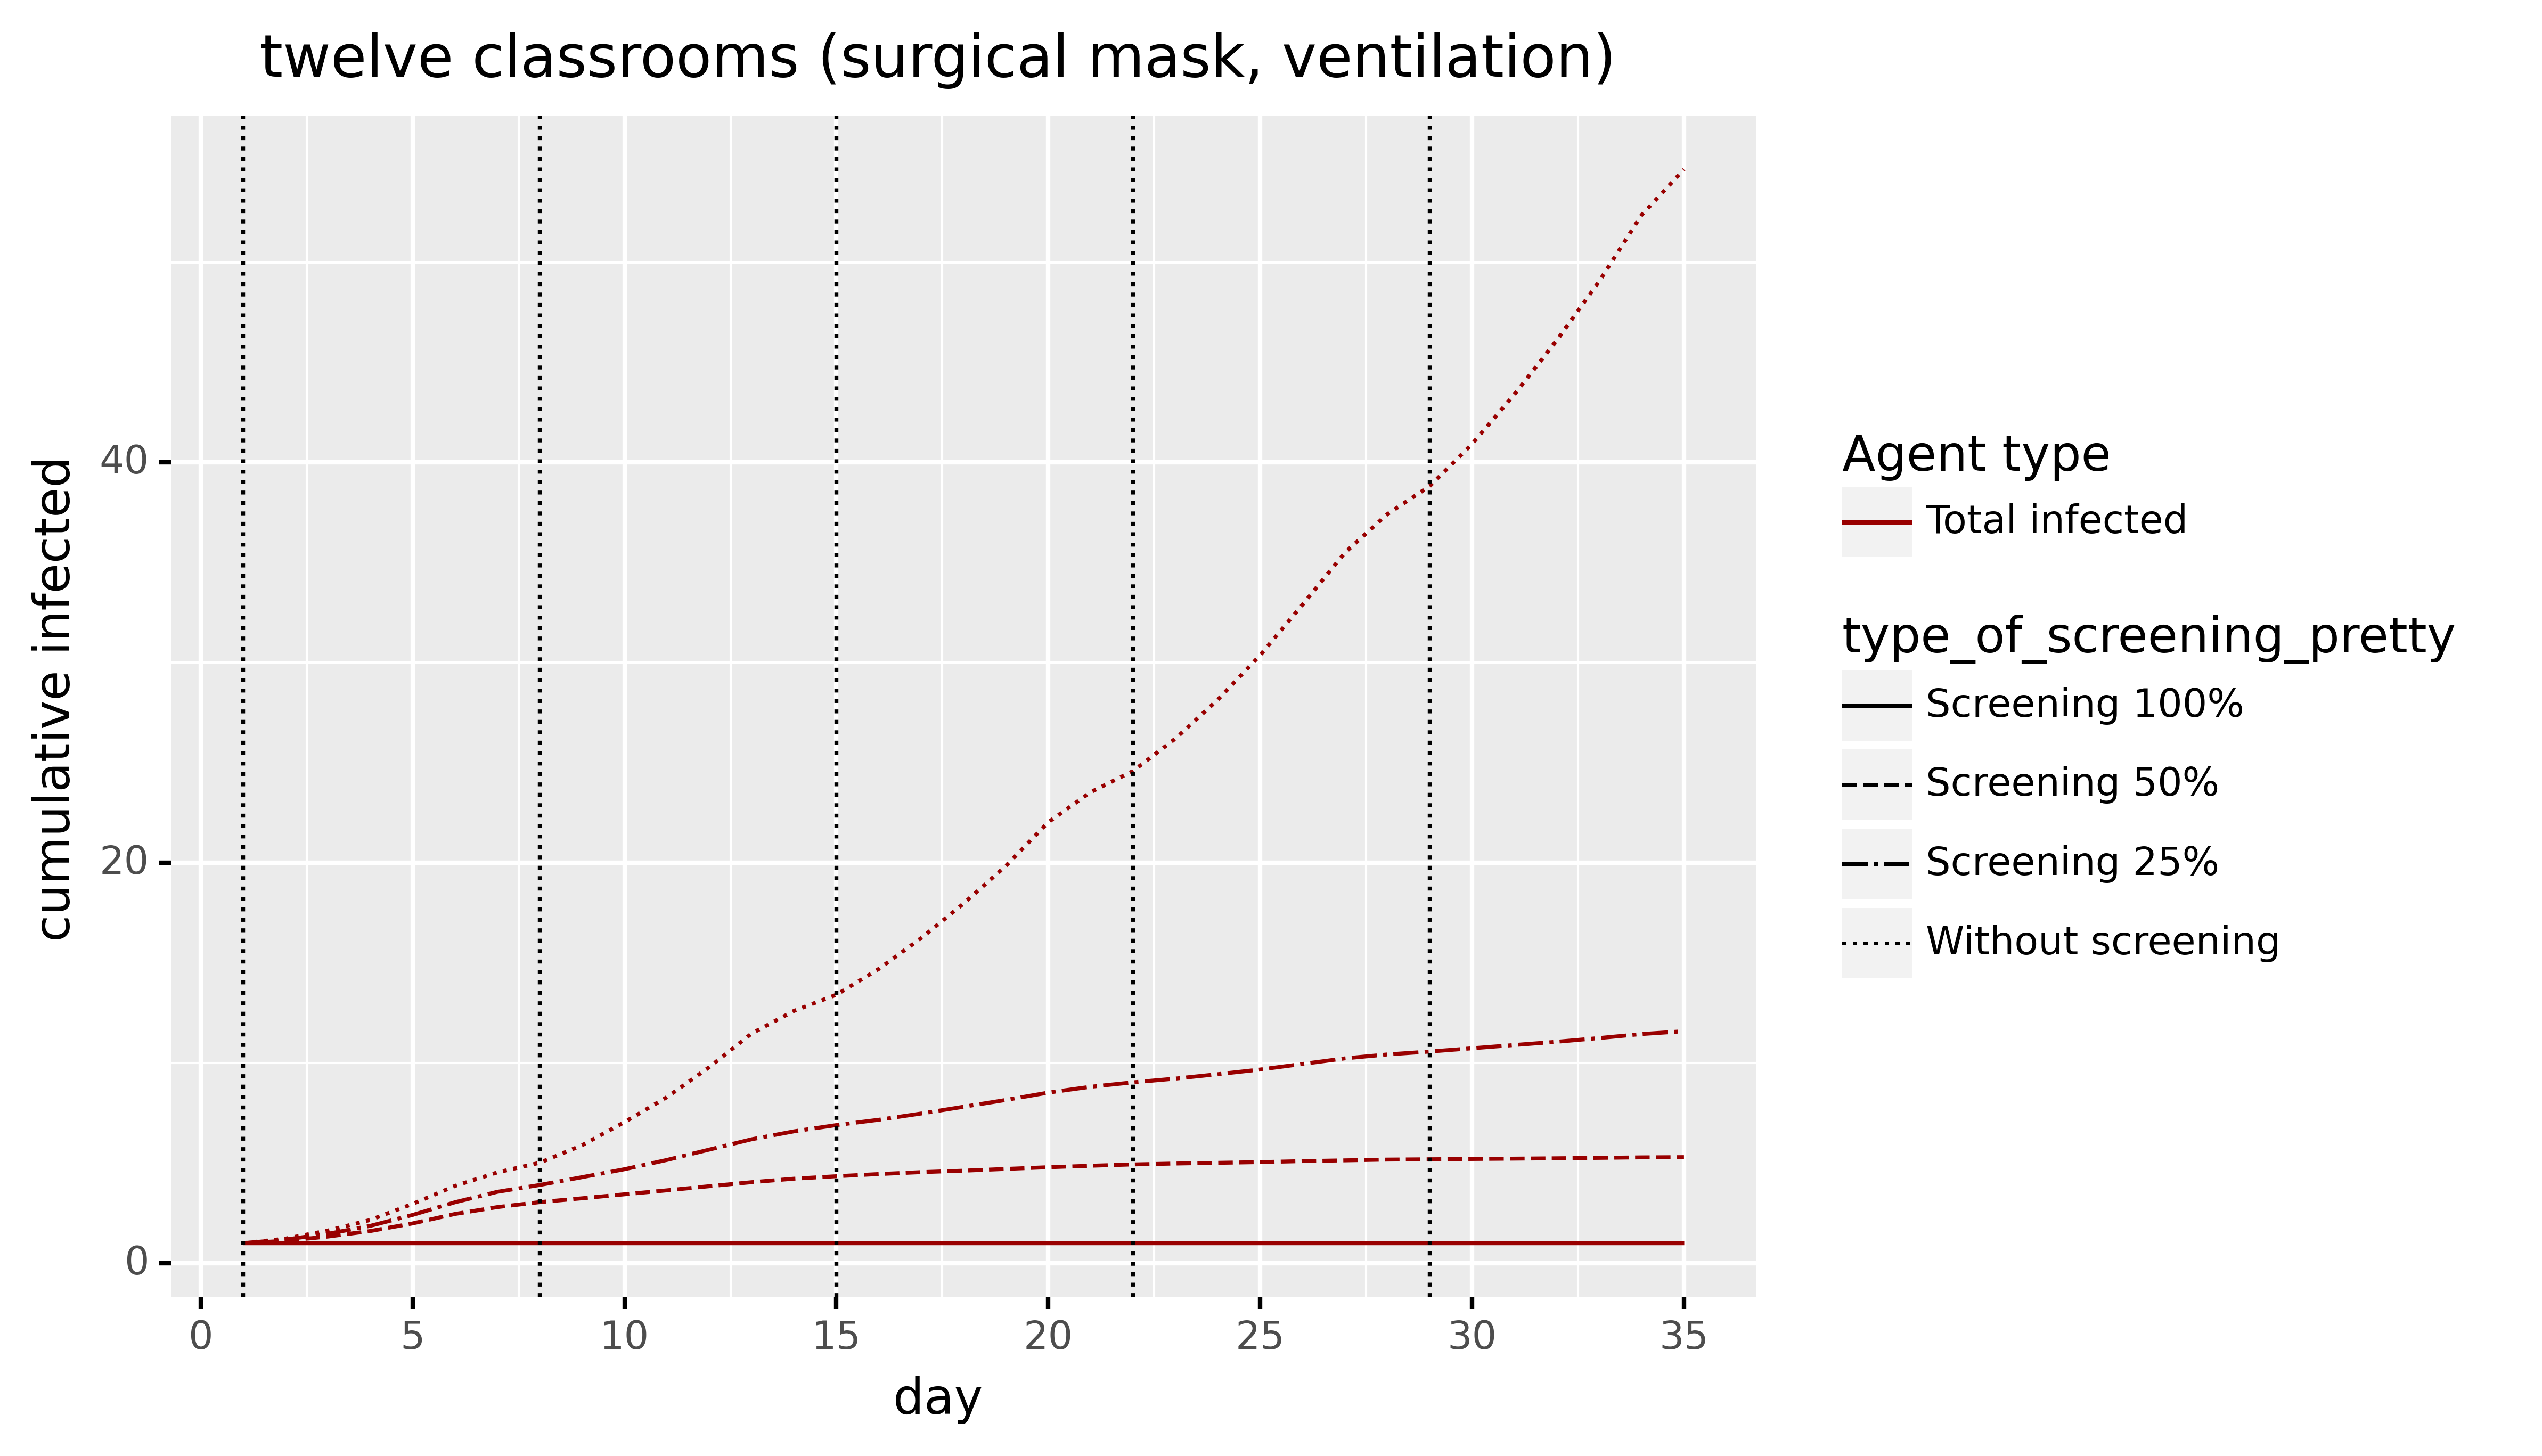 twelve classrooms (surgical mask, ventilation)
cumulative infected
40
20
0
0 5 10 15 20 25 30 35
day
Agent type
Total infected
type_of_screening_pretty
Screening 100%
Screening 50%
Screening 25%
Without screening